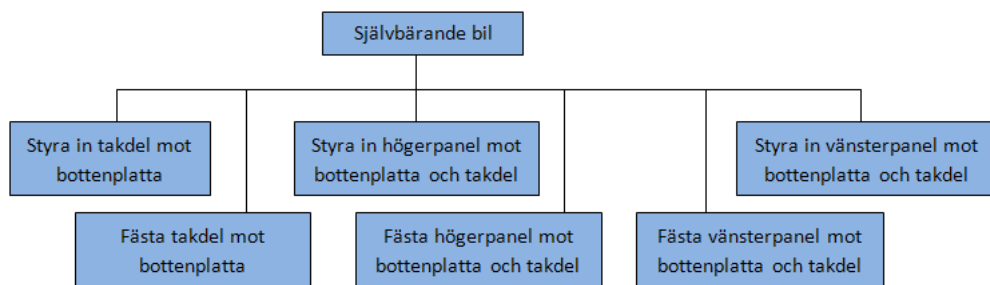 Självbärande bil
Styra in takdel mot
bottenplatta
Styra in högerpanel mot
bottenplatta och takdel
Styra in vänsterpanel mot
bottenplatta och takdel
Fästa takdel mot
bottenplatta
Fästa högerpanel mot
bottenplatta och takdel
Fästa vänsterpanel mot
bottenplatta och takdel